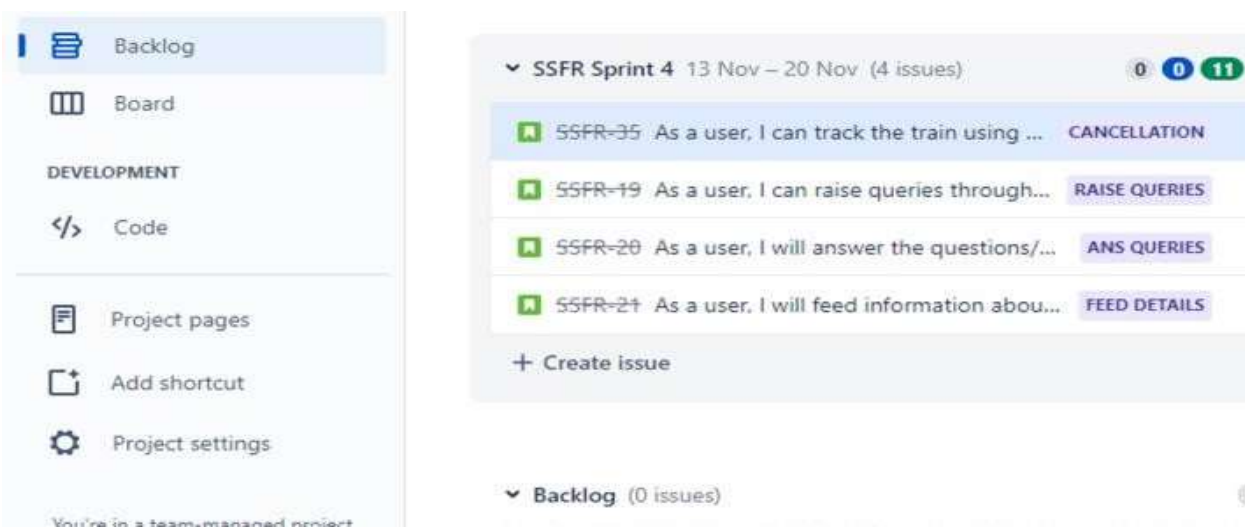 Backlog
Board
DEVELOPMENT
Code
Project pages
Add shortcut
Project settings
You're in a team-managed project
SSFR Sprint 4 13 Nov – 20 Nov (4 issues) 0 0 11
SSFR-35 As a user, I can track the train using ... CANCELLATION
SSFR-19 As a user, I can raise queries through... RAISE QUERIES
SSFR-20 As a user, I will answer the questions/... ANS QUERIES
SSFR-21 As a user, I will feed information abou... FEED DETAILS
+ Create issue
Backlog (0 issues)